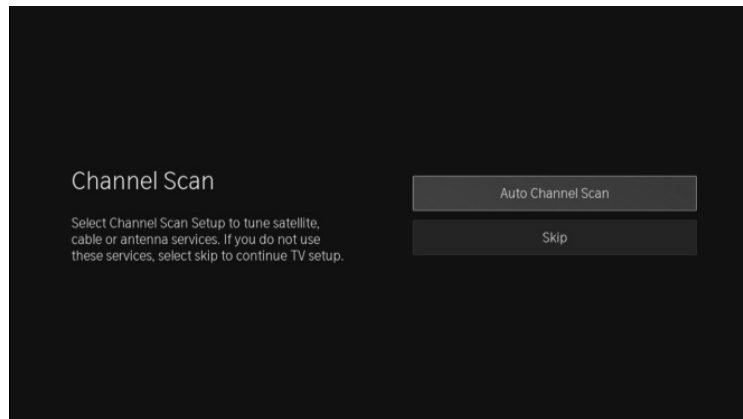 Channel Scan
Select Channel Scan Setup to tune satellite,
cable or antenna services. If you do not use
these services, select skip to continue TV setup.
Auto Channel Scan
Skip